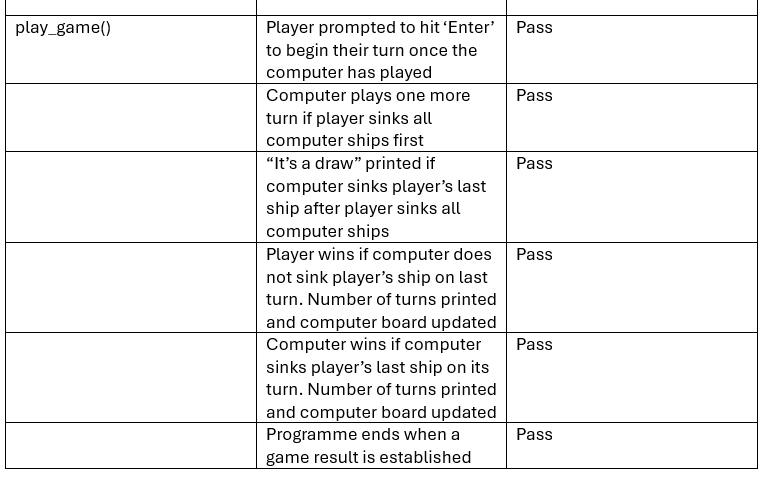 play_game()
Player prompted to hit ‘Enter’
to begin their turn once the
computer has played
Pass
Computer plays one more
turn if player sinks all
computer ships first
Pass
“It’s a draw” printed if
computer sinks player’s last
ship after player sinks all
computer ships
Pass
Player wins if computer does
not sink player’s ship on last
turn. Number of turns printed
and computer board updated
Pass
Computer wins if computer
sinks player’s last ship on its
turn. Number of turns printed
and computer board updated
Pass
Programme ends when a
game result is established
Pass